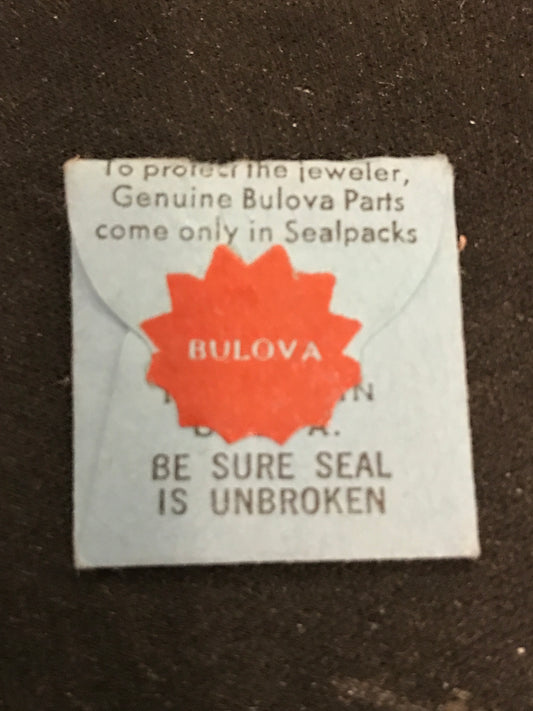 To protect the jeweler,
Genuine Bulova Parts
come only in Sealpacks
BULOVA
BE SURE SEAL
IS UNBROKEN